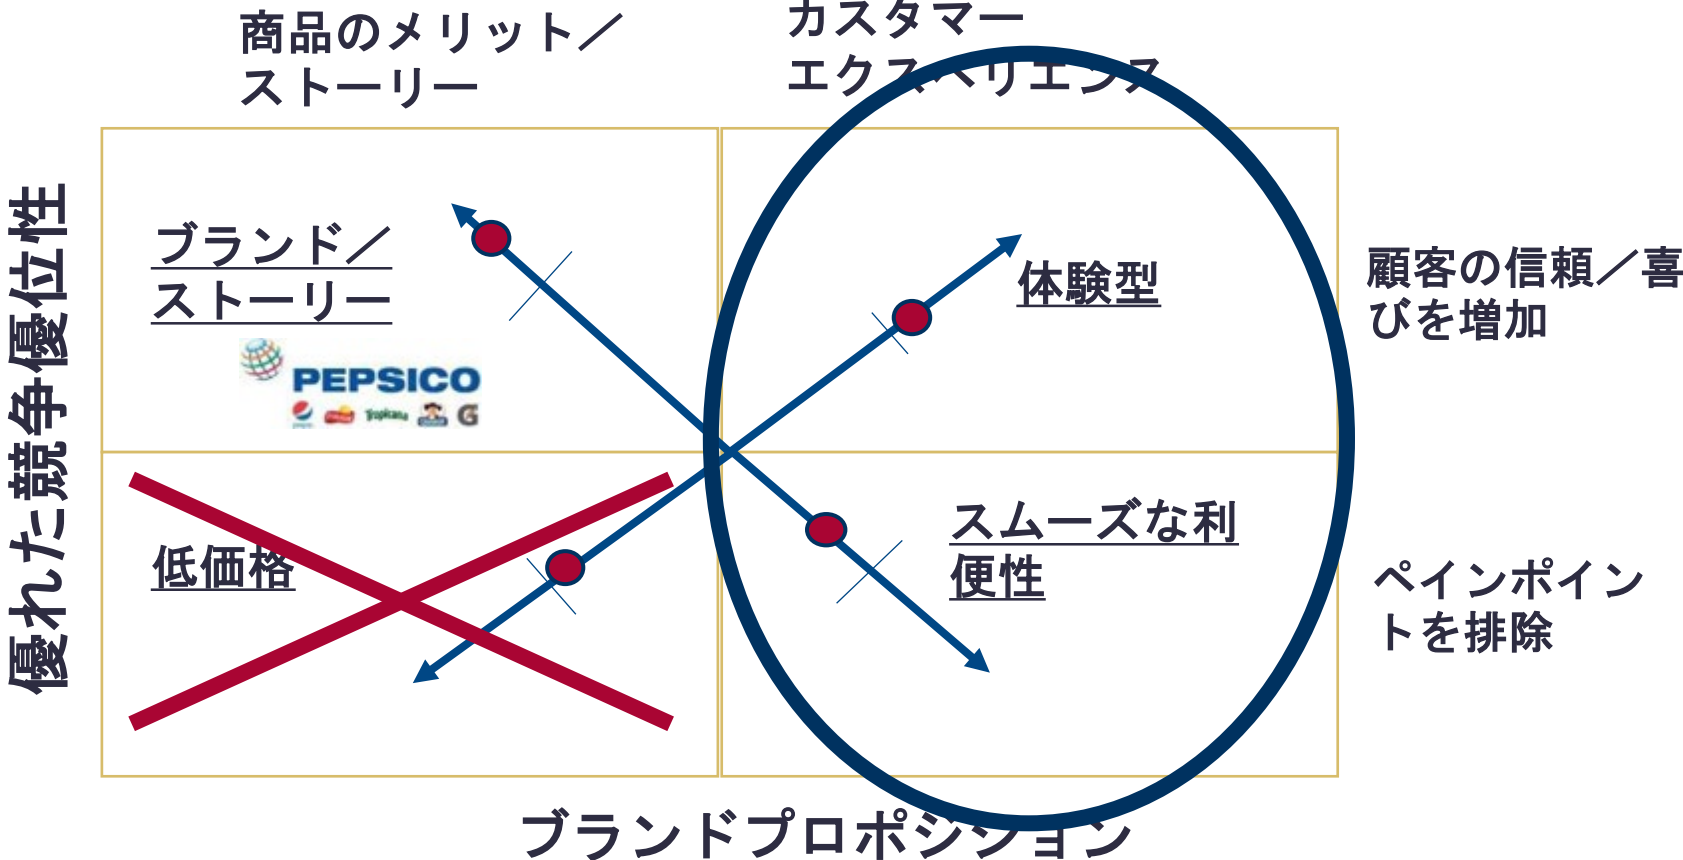 商品のメリット／
ストーリー
カスタマー
エクスペリエンス
優れた競争優位性
ブランド／
ストーリー
PEPSICO
Tropicana
G
体験型
顧客の信頼／喜
びを増加
低価格
スムーズな利
便性
ペインポイン
トを排除
ブランドプロポジション